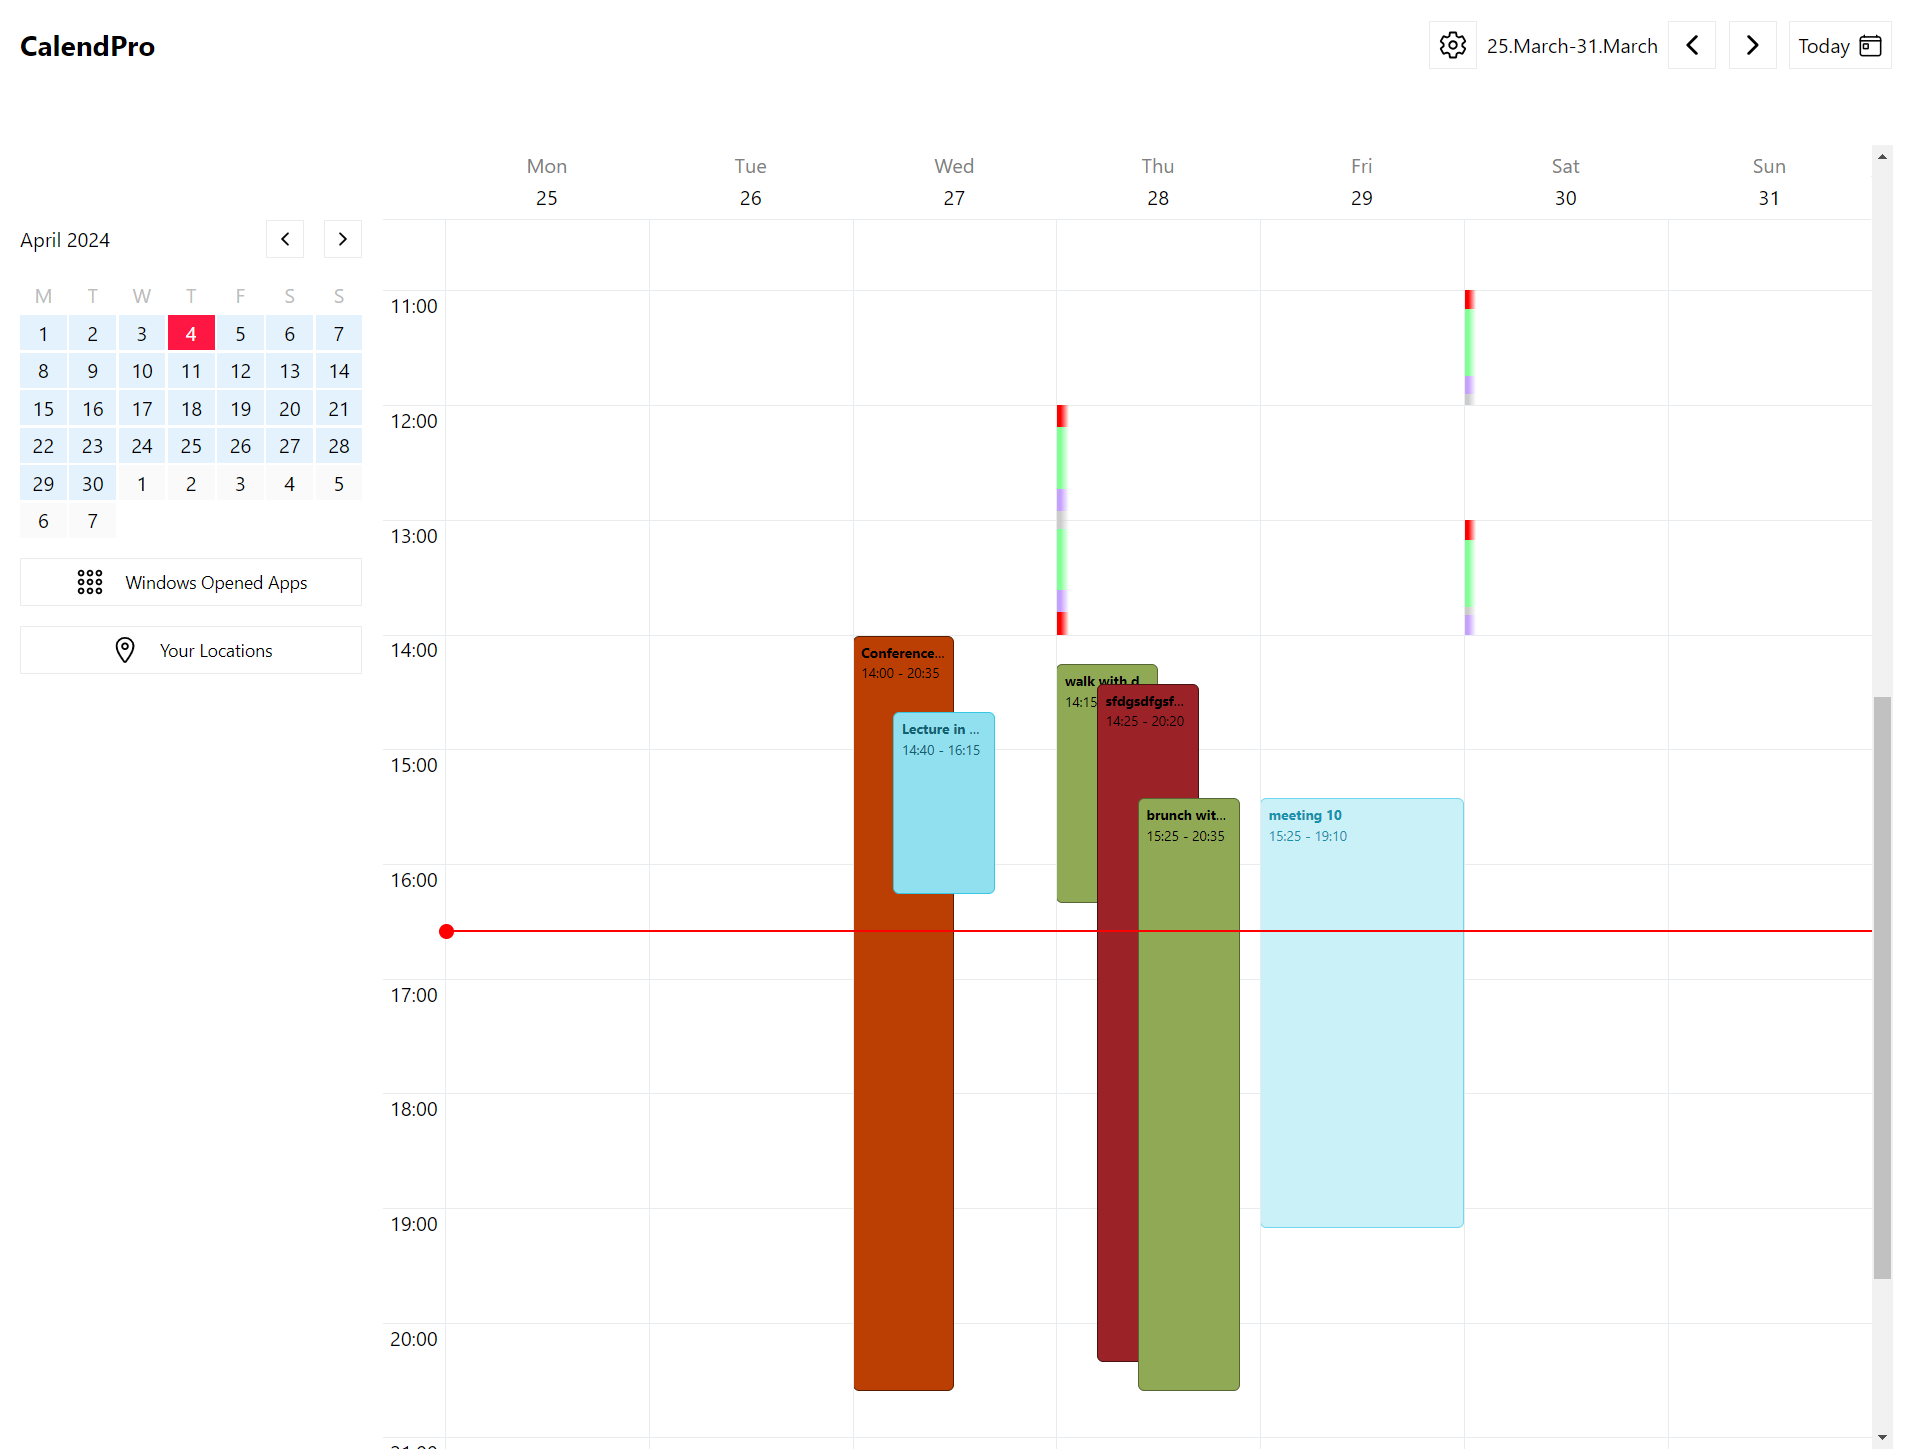 CalendPro
25.March-31.March
Today
Mon Tue Wed Thu Fri Sat Sun
25 26 27 28 29 30 31
April 2024
M T W T F S S
1 2 3 4 5 6 7
8 9 10 11 12 13 14
15 16 17 18 19 20 21
22 23 24 25 26 27 28
29 30 1 2 3 4 5
6 7
Windows Opened Apps
Your Locations
11:00
12:00
13:00
14:00
15:00
16:00
17:00
18:00
19:00
20:00
Conference...
14:00 - 20:35
Lecture in ...
14:40 - 16:15
walk with d
14:15
sfdgsdfgsf...
14:25 - 20:20
brunch wit...
15:25 - 20:35
meeting 10
15:25 - 19:10